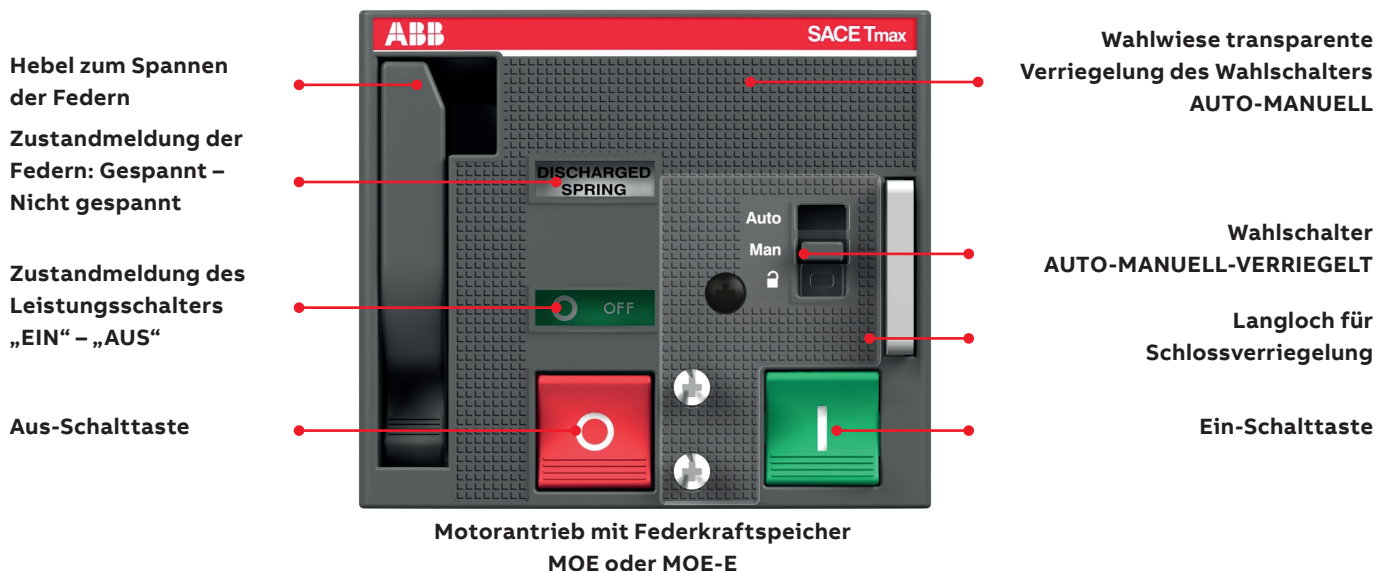 ABB
SACE Tmax
Hebel zum Spannen
der Federn
Zustandmeldung der
Federn: Gespannt –
Nicht gespannt
Zustandmeldung des
Leistungsschalters
„EIN“ – „AUS“
Aus-Schalttaste
DISCHARGED
SPRING
Auto
Man
OFF
Wahlwiese transparente
Verriegelung des Wahlschalters
AUTO-MANUELL
Wahlschalter
AUTO-MANUELL-VERRIEGELT
Langloch für
Schlossverriegelung
Ein-Schalttaste
Motorantrieb mit Federkraftspeicher
MOE oder MOE-E